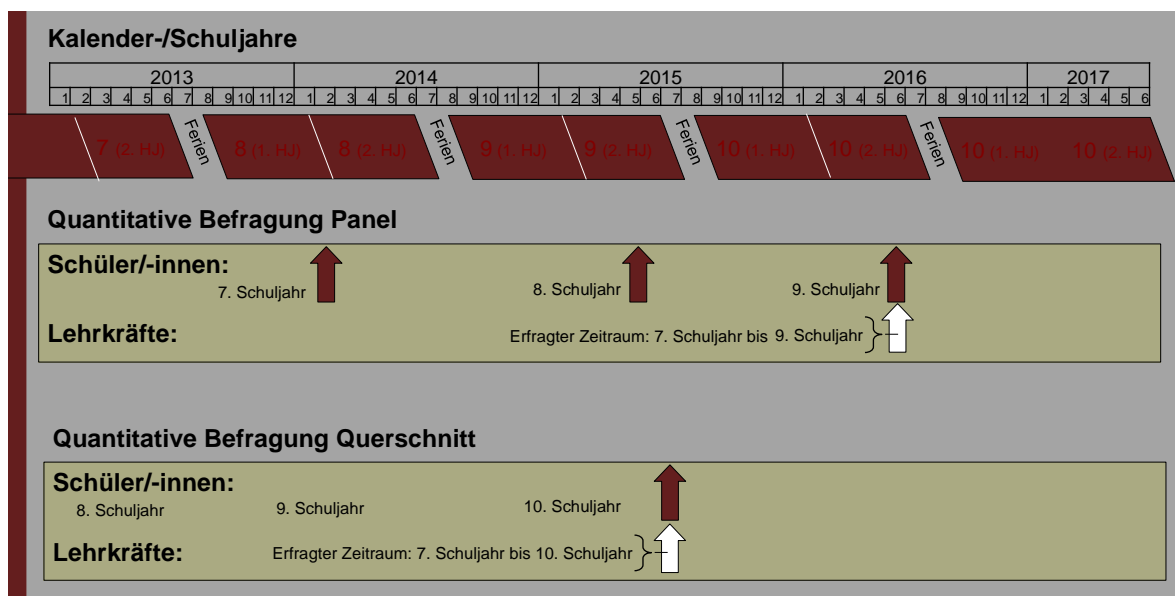 Kalender-/Schuljahre
2013 2014 2015 2016 2017
1 2 3 4 5 6 7 8 9 10 11 12 1 2 3 4 5 6 7 8 9 10 11 12 1 2 3 4 5 6 7 8 9 10 11 12 1 2 3 4 5 6 7 8 9 10 11 12 1 2 3 4 5 6
7 (2. HJ) Ferien 8 (1. HJ) 8 (2. HJ) Ferien 9 (1. HJ) 9 (2. HJ) Ferien 10 (1. HJ) 10 (2. HJ) Ferien 10 (1. HJ) 10 (2. HJ)
Quantitative Befragung Panel
Schüler/-innen:
7. Schuljahr 8. Schuljahr 9. Schuljahr
Lehrkräfte: Erfragter Zeitraum: 7. Schuljahr bis 9. Schuljahr
Quantitative Befragung Querschnitt
Schüler/-innen:
8. Schuljahr 9. Schuljahr 10. Schuljahr
Lehrkräfte: Erfragter Zeitraum: 7. Schuljahr bis 10. Schuljahr